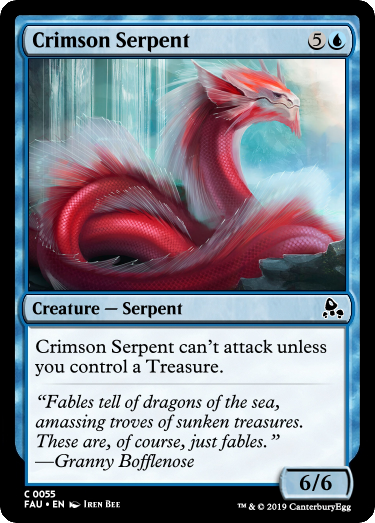 Crimson Serpent 5
Creature — Serpent
Crimson Serpent can't attack unless
you control a Treasure.
“Fables tell of dragons of the sea,
amassing troves of sunken treasures.
These are, of course, just fables.”
—Granny Bofflenose
6/6
C 0055
FAU • EN Iren Bee
™ & © 2019 CanterburyEgg